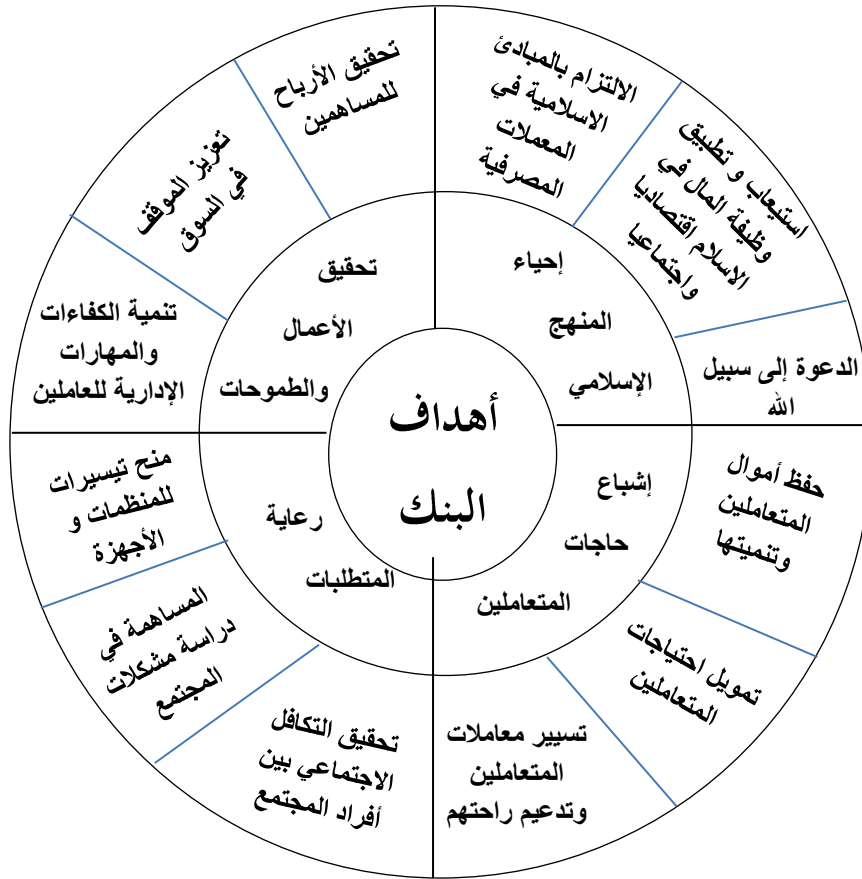 أهداف
البنك
إحياء
المنهج
الإسلامي
الالتزام بالمبادئ
الاسلامية في
المعملات
المصرفية
استيعاب و تطبيق
وظيفة المال في
الاسلام اقتصاديا
واجتماعيا
الدعوة إلى سبيل
الله
إشباع
حاجات
المتعاملين
حفظ أموال
المتعاملين
وتنميتها
تمويل احتياجات
المتعاملين
تسيير معاملات
المتعاملين
وتدعيم راحتهم
رعاية
المتطلبات
تحقيق التكافل
الاجتماعي بين
أفراد المجتمع
المساهمة في
دراسة مشكلات
المجتمع
منح تيسيرات
للمنظمات و
الأجهزة
تحقيق
الأعمال
والطموحات
تنمية الكفاءات
والمهارات
الإدارية للعاملين
تعزيز الموقف
في السوق
تحقيق الأرباح
للمساهمين